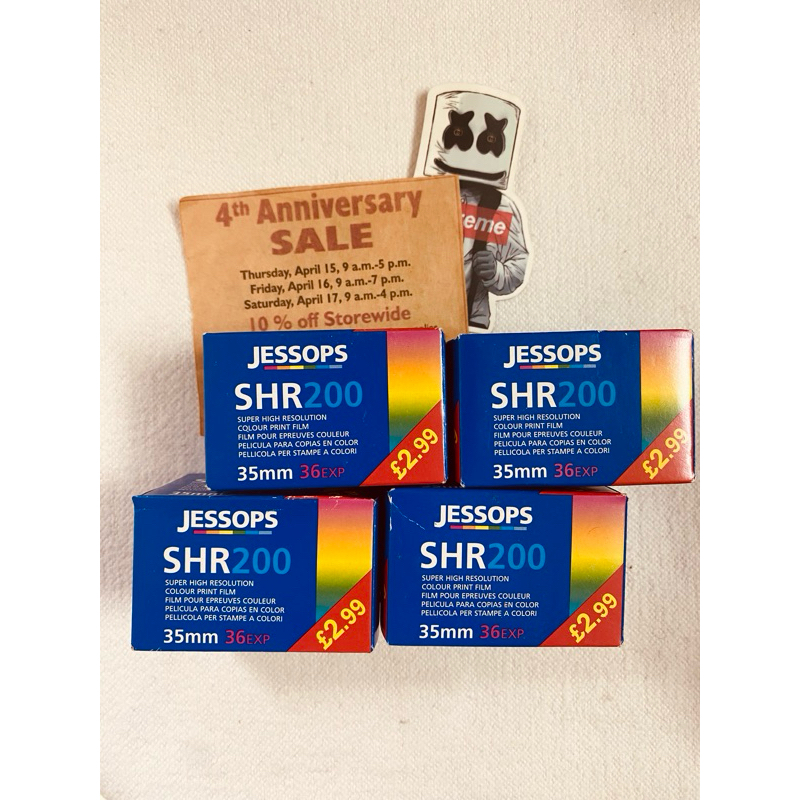 4th Anniversary
SALE
Thursday, April 15, 9 a.m.-5 p.m.
Friday, April 16, 9 a.m.-7 p.m.
Saturday, April 17, 9 a.m.-4 p.m.
10 % off Storewide
reme
JESSOPS
SHR200
SUPER HIGH RESOLUTION
COLOUR PRINT FILM
FILM POUR EPREUVES COULEUR
PELICULA PARA COPIAS EN COLOR
PELLICOLA PER STAMPE A COLORI
35mm 36EXP
£2.99
JESSOPS
SHR200
SUPER HIGH RESOLUTION
COLOUR PRINT FILM
FILM POUR EPREUVES COULEUR
PELICULA PARA COPIAS EN COLOR
PELLICOLA PER STAMPE A COLORI
35mm 36EXP
£2.99
35mm
JESSOPS
SHR200
SUPER HIGH RESOLUTION
COLOUR PRINT FILM
FILM POUR EPREUVES COULEUR
PELICULA PARA COPIAS EN COLOR
PELLICOLA PER STAMPE A COLORI
35mm 36EXP
£2.99
JESSOPS
SHR200
SUPER HIGH RESOLUTION
COLOUR PRINT FILM
FILM POUR EPREUVES COULEUR
PELICULA PARA COPIAS EN COLOR
PELLICOLA PER STAMPE A COLORI
35mm 36EXP
£2.99